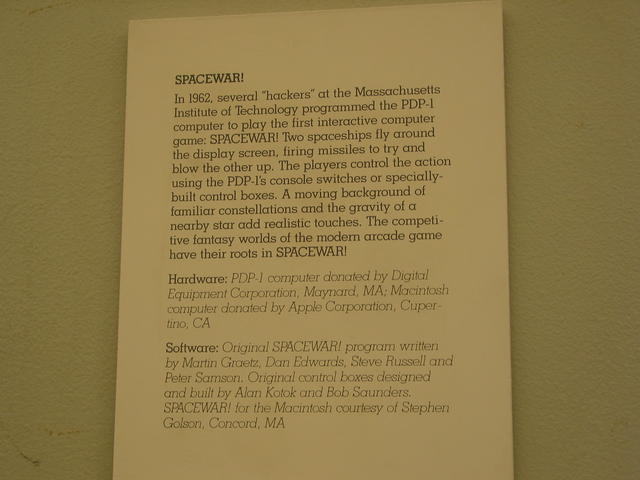 SPACEWAR!
In 1962, several "hackers" at the Massachusetts
Institute of Technology programmed the PDP-1
computer to play the first interactive computer
game: SPACEWAR! Two spaceships fly around
the display screen, firing missiles to try and
blow the other up. The players control the action
using the PDP-1's console switches or specially-
built control boxes. A moving background of
familiar constellations and the gravity of a
nearby star add realistic touches. The competi-
tive fantasy worlds of the modern arcade game
have their roots in SPACEWAR!
Hardware: PDP-1 computer donated by Digital
Equipment Corporation, Maynard, MA; Macintosh
computer donated by Apple Corporation, Cuper-
tino, CA
Software: Original SPACEWAR! program written
by Martin Graetz, Dan Edwards, Steve Russell and
Peter Samson. Original control boxes designed
and built by Alan Kotok and Bob Saunders.
SPACEWAR! for the Macintosh courtesy of Stephen
Golson, Concord, MA